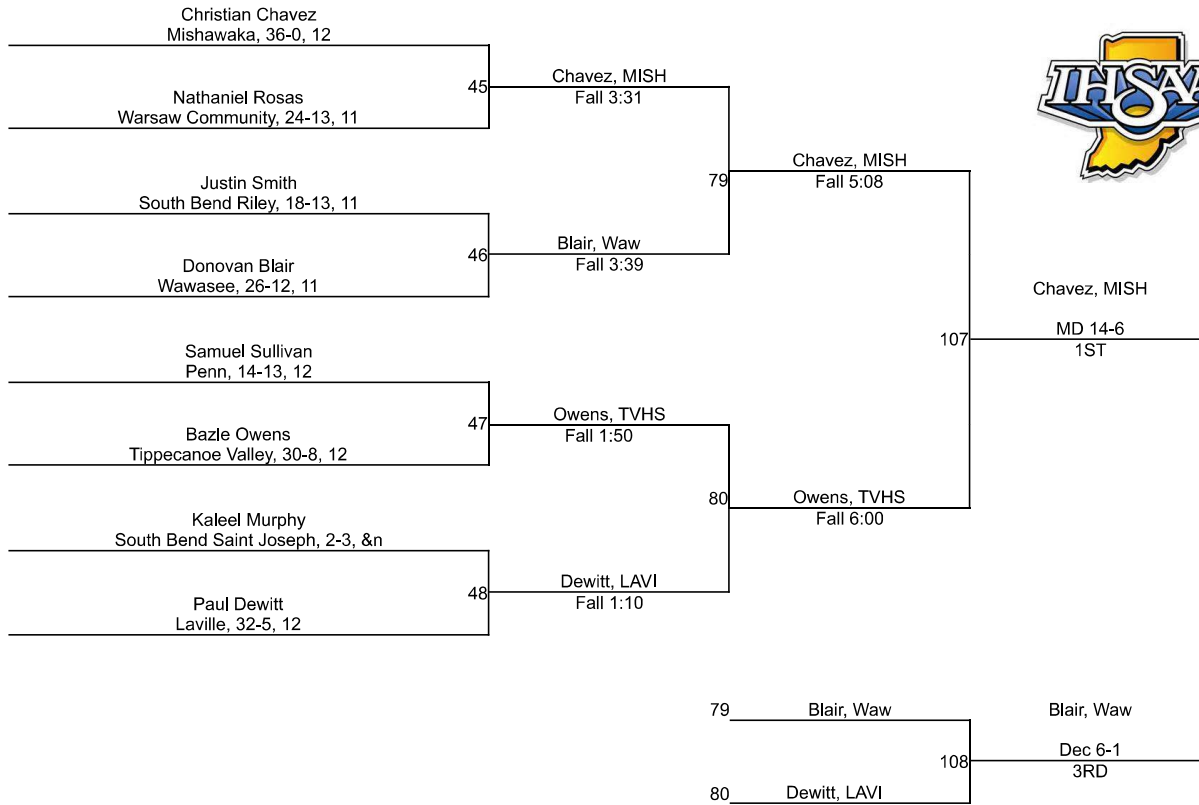 Christian Chavez
Mishawaka, 36-0, 12
45
Chavez, MISH
Fall 3:31
Nathaniel Rosas
Warsaw Community, 24-13, 11
IHSAA
79
Chavez, MISH
Fall 5:08
Justin Smith
South Bend Riley, 18-13, 11
46
Blair, Waw
Fall 3:39
Donovan Blair
Wawasee, 26-12, 11
107
Chavez, MISH
MD 14-6
1ST
Samuel Sullivan
Penn, 14-13, 12
47
Owens, TVHS
Fall 1:50
Bazle Owens
Tippecanoe Valley, 30-8, 12
80
Owens, TVHS
Fall 6:00
Kaleel Murphy
South Bend Saint Joseph, 2-3, &n
48
Dewitt, LAVI
Fall 1:10
Paul Dewitt
Laville, 32-5, 12
79
Blair, Waw
108
Blair, Waw
Dec 6-1
3RD
80
Dewitt, LAVI